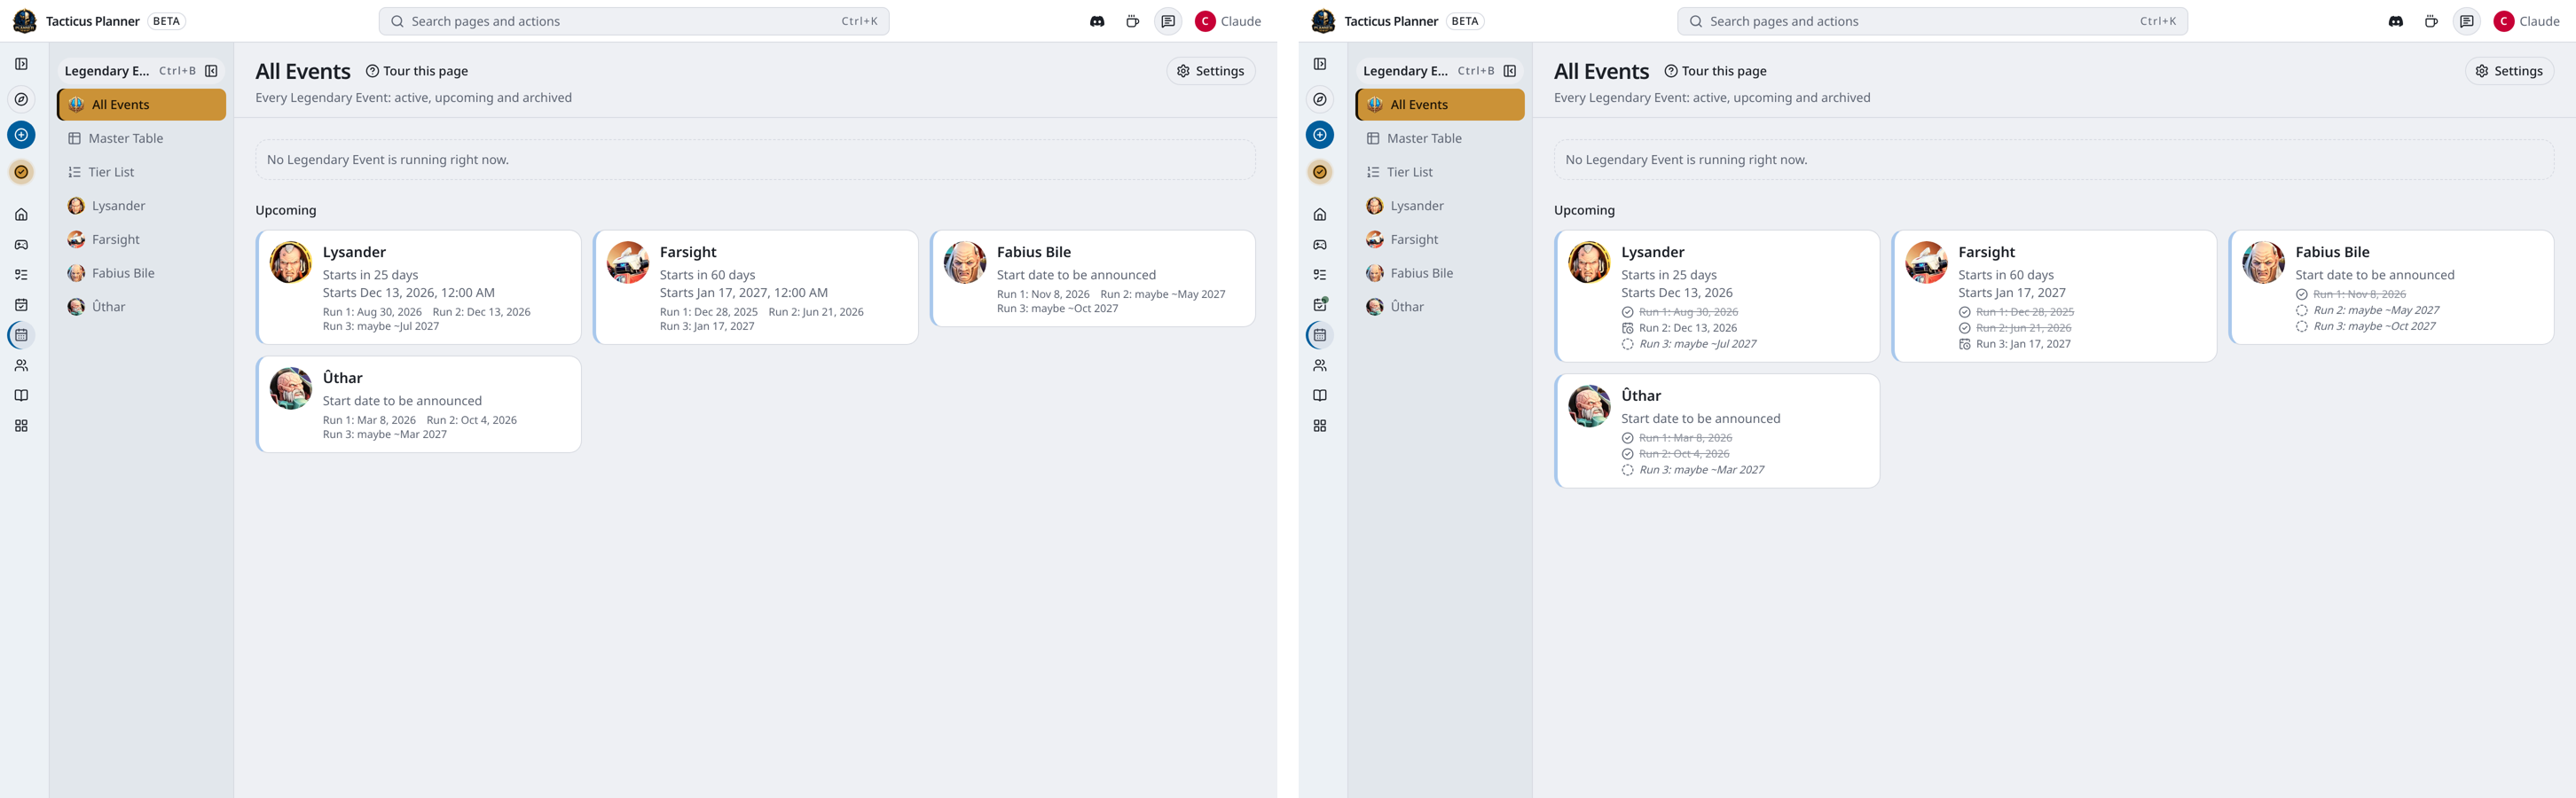 Tacticus Planner BETA
Search pages and actions Ctrl+K
C Claude
Legendary E... Ctrl+B
All Events
Master Table
Tier List
Lysander
Farsight
Fabius Bile
Ûthar
All Events Tour this page Settings
Every Legendary Event: active, upcoming and archived
No Legendary Event is running right now.
Upcoming
Lysander
Starts in 25 days
Starts Dec 13, 2026, 12:00 AM
Run 1: Aug 30, 2026 Run 2: Dec 13, 2026
Run 3: maybe ~Jul 2027
Farsight
Starts in 60 days
Starts Jan 17, 2027, 12:00 AM
Run 1: Dec 28, 2025 Run 2: Jun 21, 2026
Run 3: Jan 17, 2027
Fabius Bile
Start date to be announced
Run 1: Nov 8, 2026 Run 2: maybe ~May 2027
Run 3: maybe ~Oct 2027
Ûthar
Start date to be announced
Run 1: Mar 8, 2026 Run 2: Oct 4, 2026
Run 3: maybe ~Mar 2027
Tacticus Planner BETA
Search pages and actions Ctrl+K
C Claude
Legendary E... Ctrl+B
All Events
Master Table
Tier List
Lysander
Farsight
Fabius Bile
Ûthar
All Events Tour this page Settings
Every Legendary Event: active, upcoming and archived
No Legendary Event is running right now.
Upcoming
Lysander
Starts in 25 days
Starts Dec 13, 2026
Run 1: Aug 30, 2026
Run 2: Dec 13, 2026
Run 3: maybe ~Jul 2027
Farsight
Starts in 60 days
Starts Jan 17, 2027
Run 1: Dec 28, 2025
Run 2: Jun 21, 2026
Run 3: Jan 17, 2027
Fabius Bile
Start date to be announced
Run 1: Nov 8, 2026
Run 2: maybe ~May 2027
Run 3: maybe ~Oct 2027
Ûthar
Start date to be announced
Run 1: Mar 8, 2026
Run 2: Oct 4, 2026
Run 3: maybe ~Mar 2027